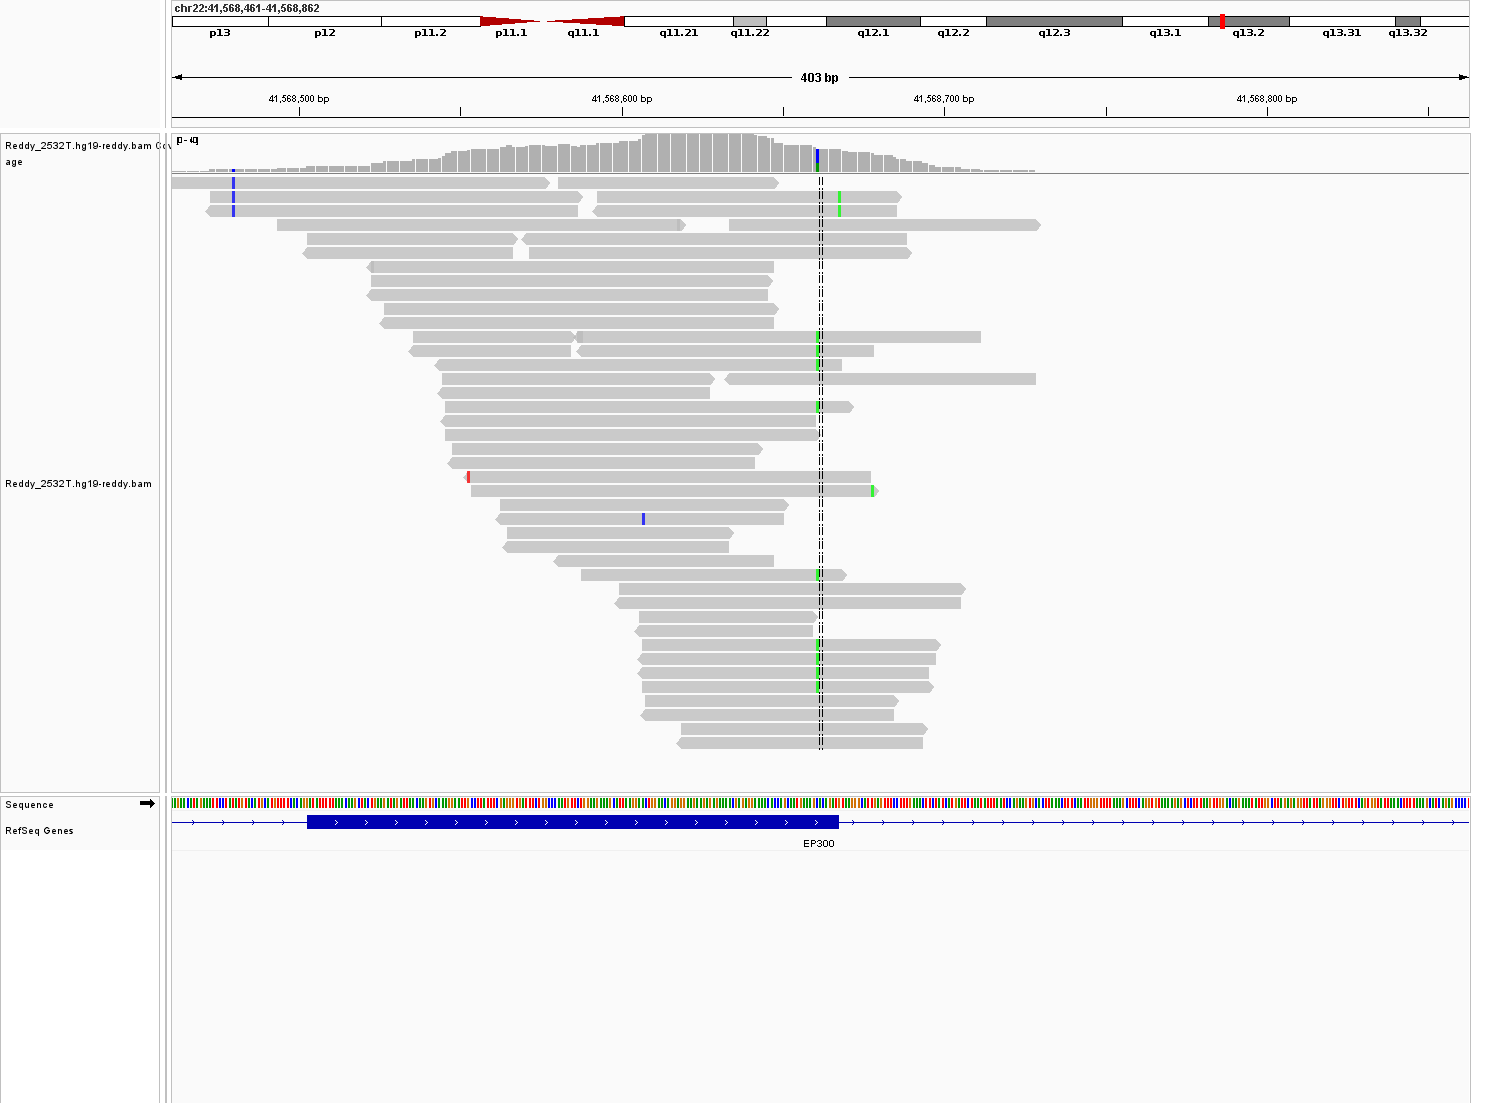 chr22:41,568,461-41,568,862
p13 p12 p11.2 p11.1 q11.1 q11.21 q11.22 q12.1 q12.2 q12.3 q13.1 q13.2 q13.31 q13.32
403 bp
41,568,500 bp 41,568,600 bp 41,568,700 bp 41,568,800 bp
Reddy_2532T.hg19-reddy.bam Cov
age
Reddy_2532T.hg19-reddy.bam
Sequence
RefSeq Genes
EP300